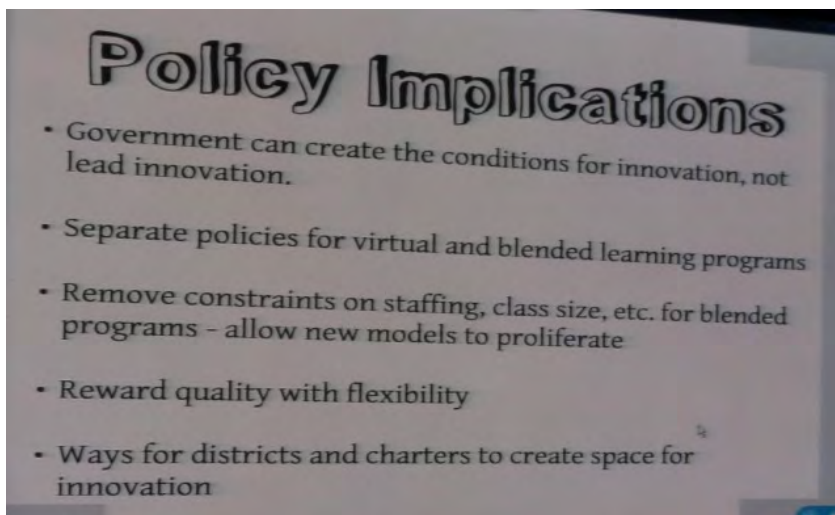 Policy Implications
• Government can create the conditions for innovation, not
lead innovation.
• Separate policies for virtual and blended learning programs
• Remove constraints on staffing, class size, etc. for blended
programs – allow new models to proliferate
• Reward quality with flexibility
• Ways for districts and charters to create space for
innovation